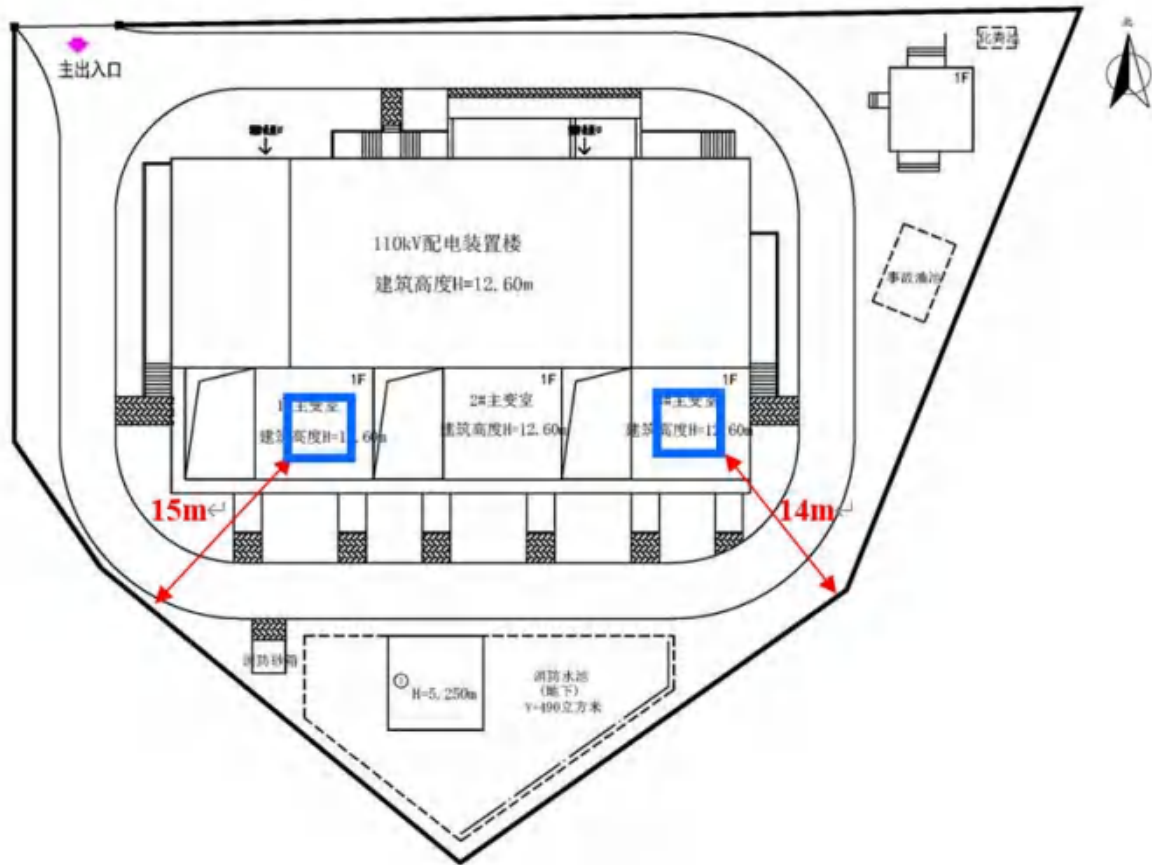 主出入口
北
1F
110kV配电装置楼
建筑高度H=12.60m
1F
主变室
建筑高度H=12.60m
1F
2#主变室
建筑高度H=12.60m
1F
主变室
建筑高度H=12.60m
事故油池
15m
14m
消防砂箱
① H=5.250m
消防水池
(地下)
V=490立方米